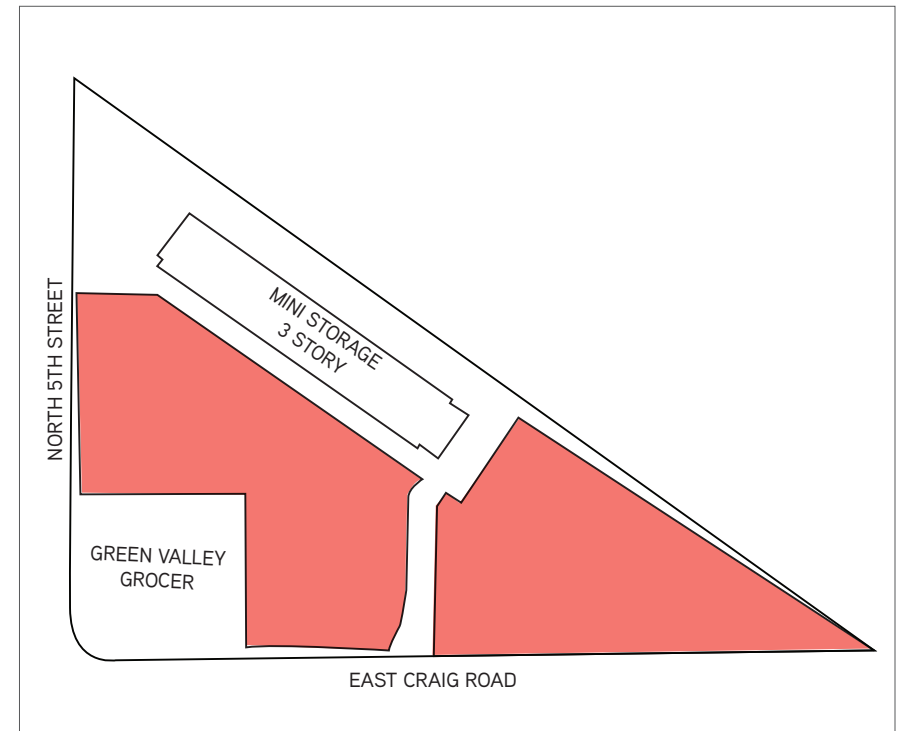 MINI STORAGE
3 STORY
NORTH 5TH STREET
GREEN VALLEY
GROCER
EAST CRAIG ROAD